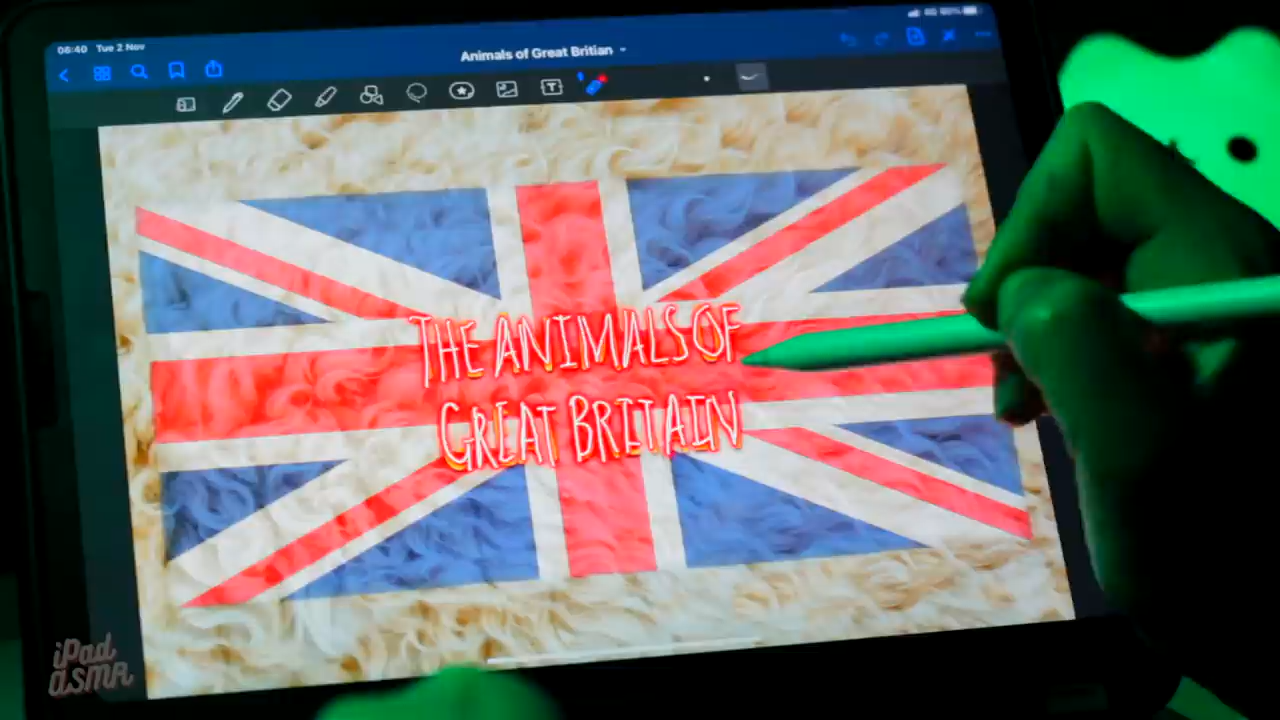 06:40 Tue 2 Nov
Animals of Great Britian
T
THE ANIMALS OF
GREAT BRITAIN
iPad
ASMR